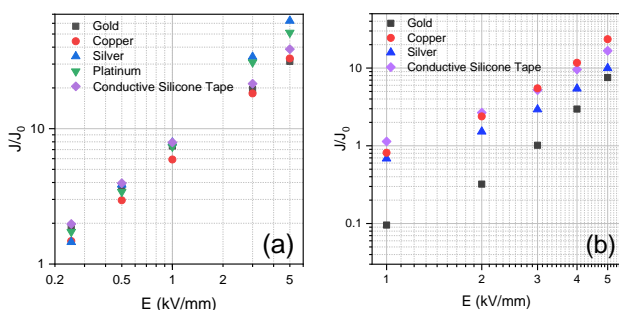 Gold
Copper
Silver
Platinum
Conductive Silicone Tape
J/J0
10
1
0.2
0.5
1
2
5
E (kV/mm)
(a)
Gold
Copper
Silver
Conductive Silicone Tape
J/J0
10
1
0.1
1
2
3
4
5
E (kV/mm)
(b)